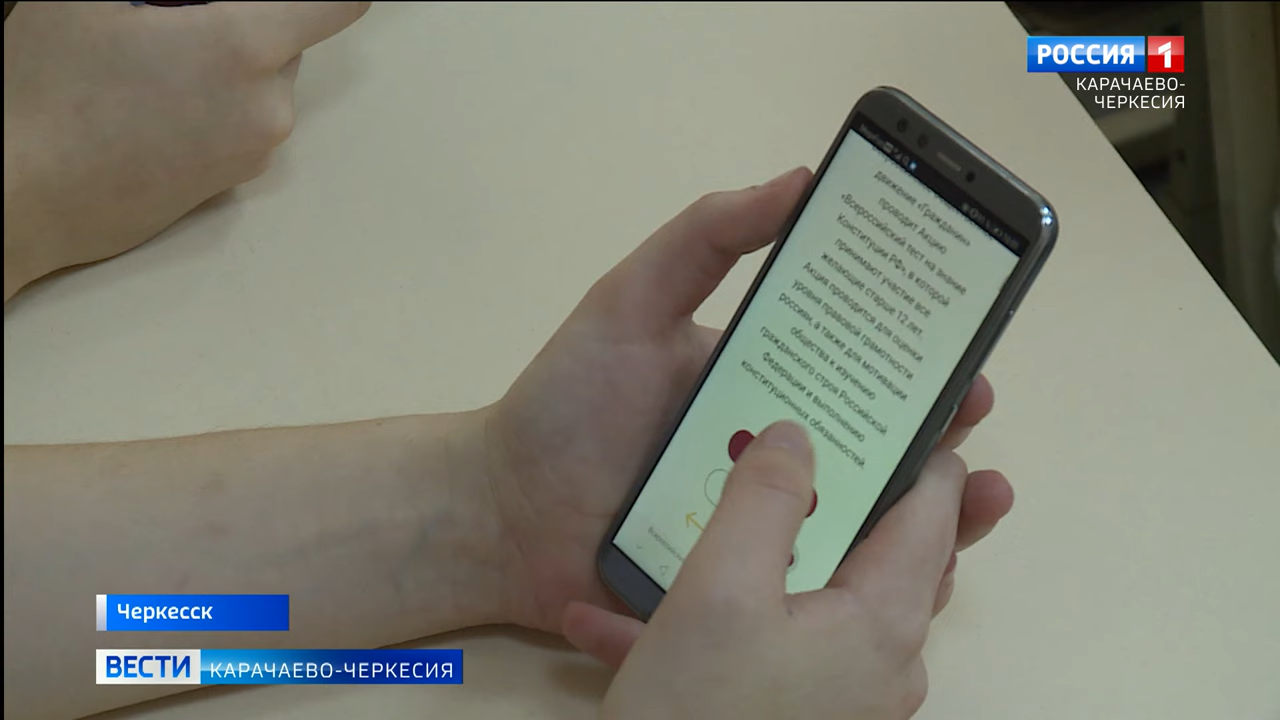 РОССИЯ 1
КАРАЧАЕВО-
ЧЕРКЕСИЯ
движения «Гражданин»
проводит Акцию
«Всероссийский тест на знание
Конституции РФ», в которой
принимают участие все
желающие старше 12 лет.
Акция проводится для оценки
уровня правовой грамотности
россиян, а также для мотивации
общества к изучению
гражданского строя Российской
Федерации и выполнению
конституционных обязанностей.
Черкесск
ВЕСТИ КАРАЧАЕВО-ЧЕРКЕСИЯ